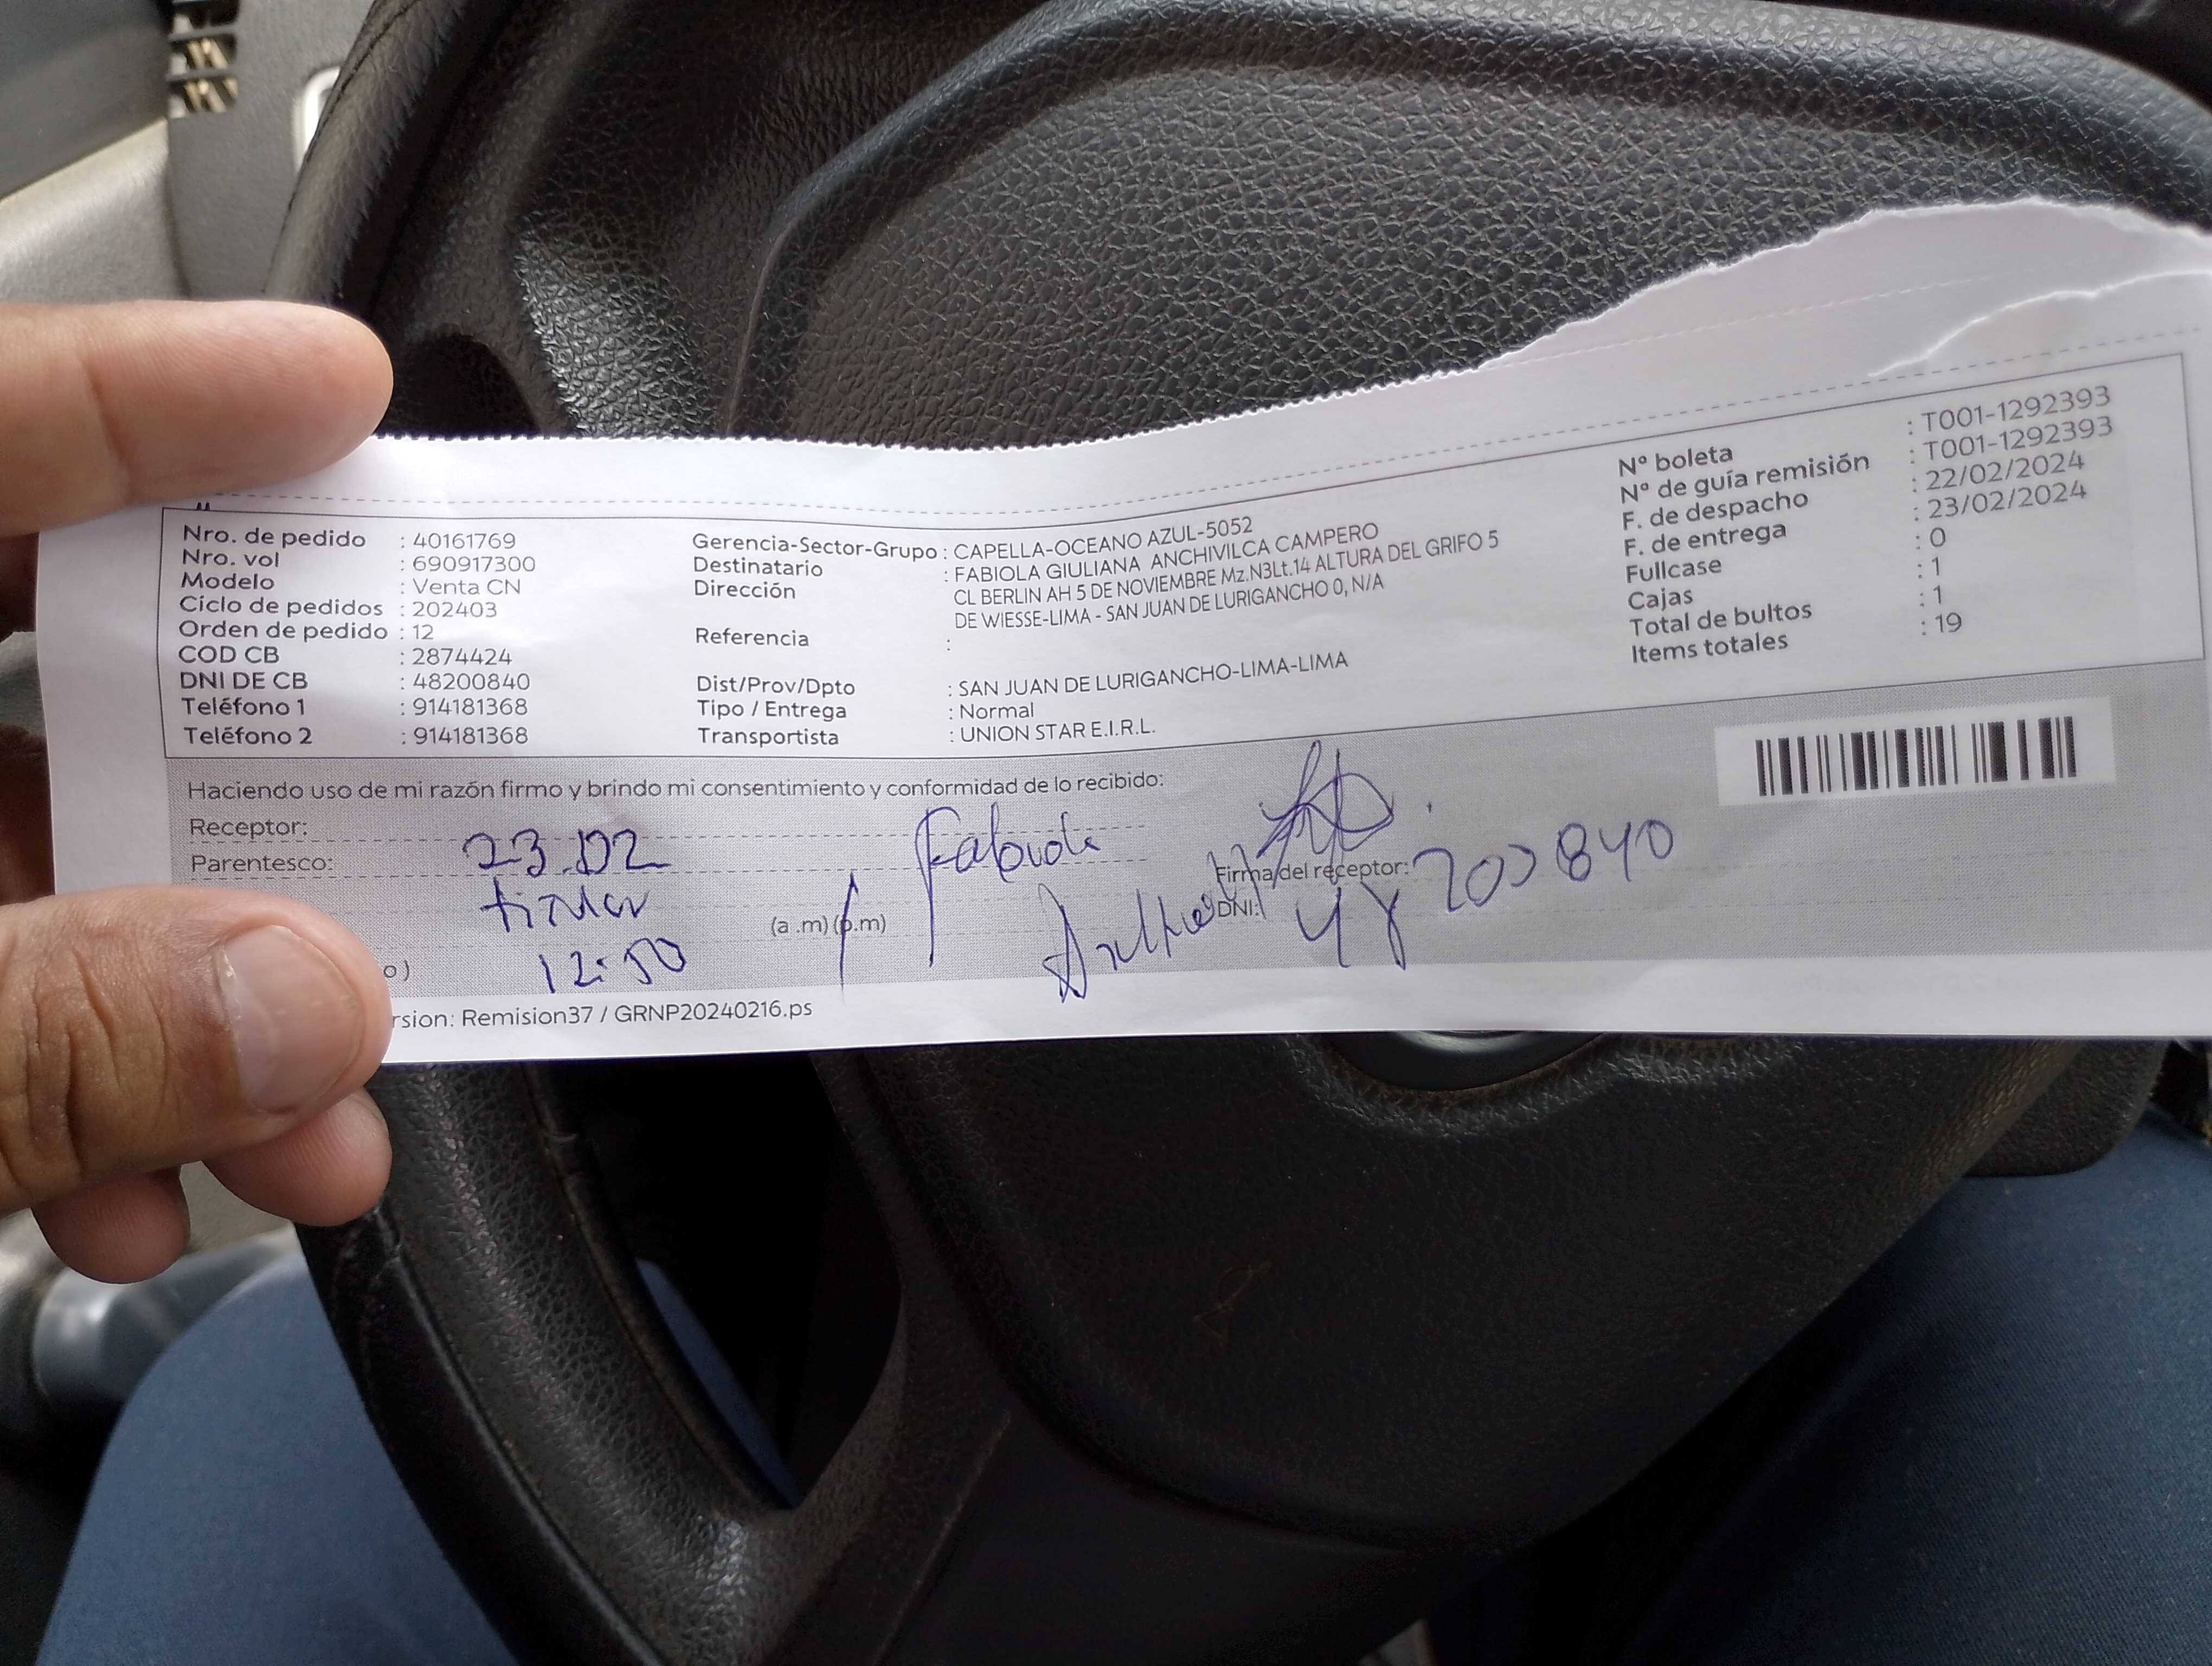 Nro. de pedido : 40161769
Nro. vol : 690917300
Modelo : Venta CN
Ciclo de pedidos : 202403
Orden de pedido : 12
COD CB : 2874424
DNI DE CB : 48200840
Teléfono 1 : 914181368
Teléfono 2 : 914181368
Gerencia-Sector-Grupo : CAPELLA-OCEANO AZUL-5052
Destinatario : FABIOLA GIULIANA ANCHIVILCA CAMPERO
Dirección CL BERLIN AH 5 DE NOVIEMBRE Mz.N3Lt.14 ALTURA DEL GRIFO 5
DE WIESSE-LIMA - SAN JUAN DE LURIGANCHO 0, N/A
Referencia :
Dist/Prov/Dpto : SAN JUAN DE LURIGANCHO-LIMA-LIMA
Tipo / Entrega : Normal
Transportista : UNION STAR E.I.R.L.
Nº boleta : T001-1292393
Nº de guía remisión : T001-1292393
F. de despacho : 22/02/2024
F. de entrega : 23/02/2024
Fullcase : 0
Cajas : 1
Total de bultos : 1
Items totales : 19
Haciendo uso de mi razón firmo y brindo mi consentimiento y conformidad de lo recibido:
Receptor:
Parentesco: 23.02
titular
12:50 (a .m) (p.m)
Fabiola
Firma del receptor:
DNI: 48200840
o)
rsion: Remision37 / GRNP20240216.ps